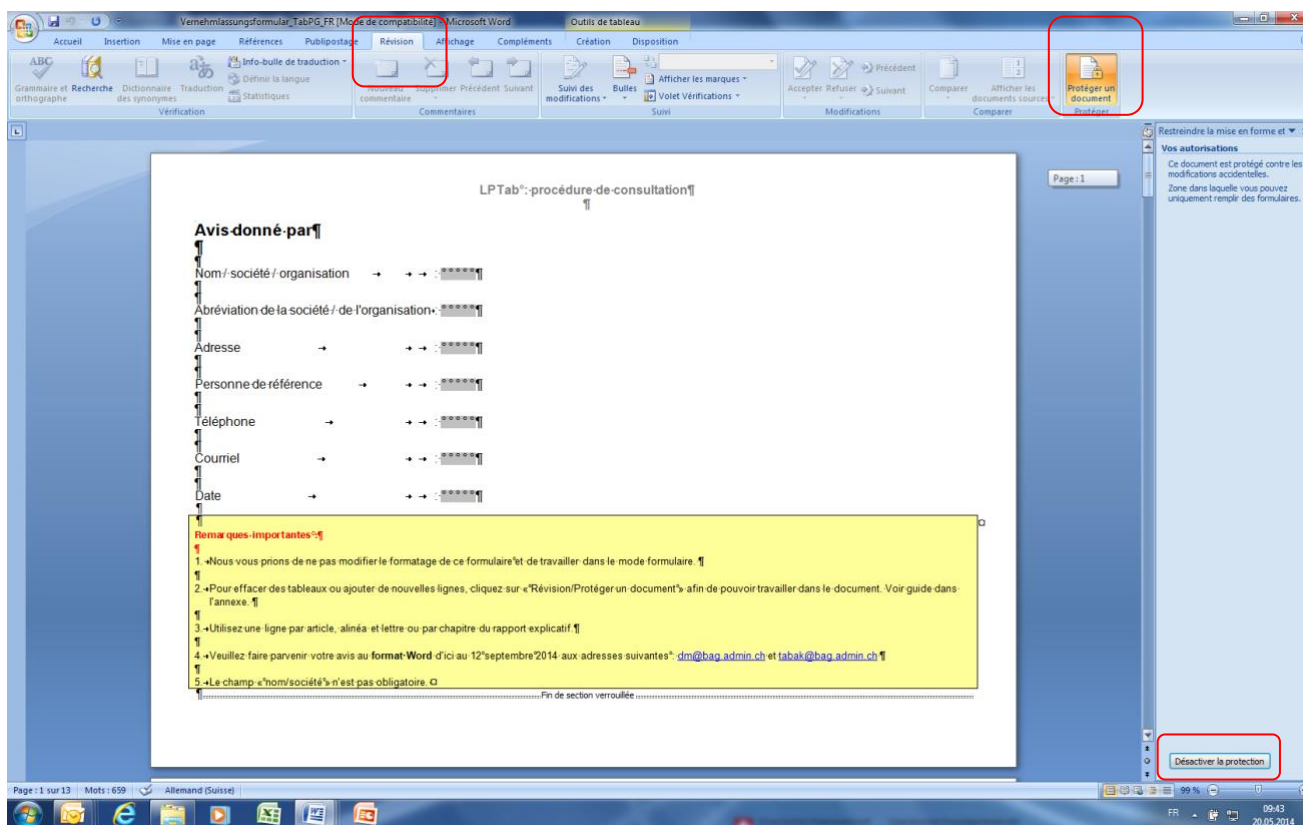 Vernehmlassungsformular_TabPG_FR [Mode de compatibilité] - Microsoft Word
Outils de tableau
Accueil Insertion Mise en page Références Publipostage Révision Affichage Compléments Création Disposition
ABC
Grammaire et orthographe
Recherche
Dictionnaire des synonymes
Traduction
Info-bulle de traduction
Définir la langue
Statistiques
Vérification
Nouveau commentaire
Supprimer
Précédent
Suivant
Commentaires
Suivi des modifications
Bulles
Afficher les marques
Volet Vérifications
Suivi
Accepter
Refuser
Précédent
Suivant
Modifications
Comparer
Afficher les documents sources
Comparer
Protéger un document
Protéger
Restreindre la mise en forme et
Vos autorisations
Ce document est protégé contre les
modifications accidentelles.
Zone dans laquelle vous pouvez
uniquement remplir des formulaires.
Page : 1
LPTab : procédure de consultation
Avis donné par
Nom / société / organisation :
Abréviation de la société / de l'organisation :
Adresse :
Personne de référence :
Téléphone :
Courriel :
Date :
Remarques importantes :
1. Nous vous prions de ne pas modifier le formatage de ce formulaire et de travailler dans le mode formulaire.
2. Pour effacer des tableaux ou ajouter de nouvelles lignes, cliquez sur « Révision/Protéger un document » afin de pouvoir travailler dans le document. Voir guide dans
l'annexe.
3. Utilisez une ligne par article, alinéa et lettre ou par chapitre du rapport explicatif.
4. Veuillez faire parvenir votre avis au format Word d'ici au 12 septembre 2014 aux adresses suivantes : dm@bag.admin.ch et tabak@bag.admin.ch
5. Le champ « nom/société » n'est pas obligatoire.
Fin de section verrouillée
Désactiver la protection
Page : 1 sur 13 Mots : 659 Allemand (Suisse) 99 %
FR 09:43
20.05.2014